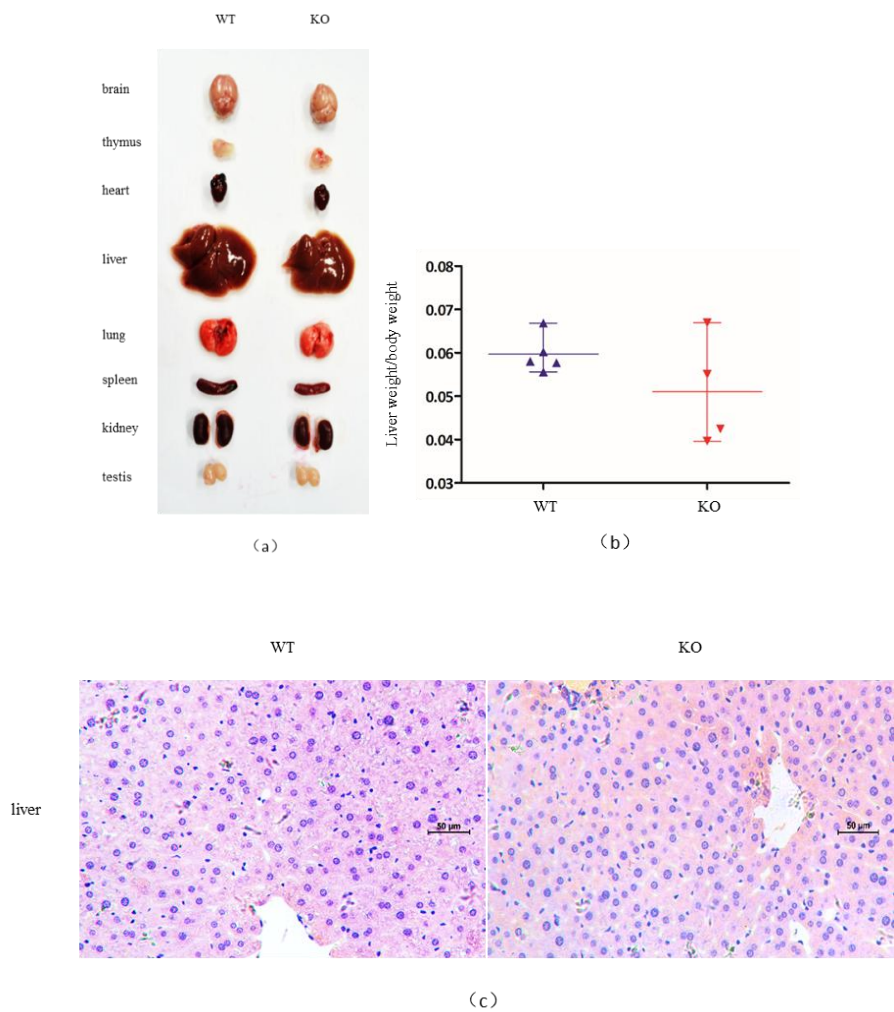 WT KO
brain
thymus
heart
liver
lung
spleen
kidney
testis
（a）
Liver weight/body weight
0.08
0.07
0.06
0.05
0.04
0.03
WT KO
（b）
WT KO
liver
50 μm 50 μm
（c）